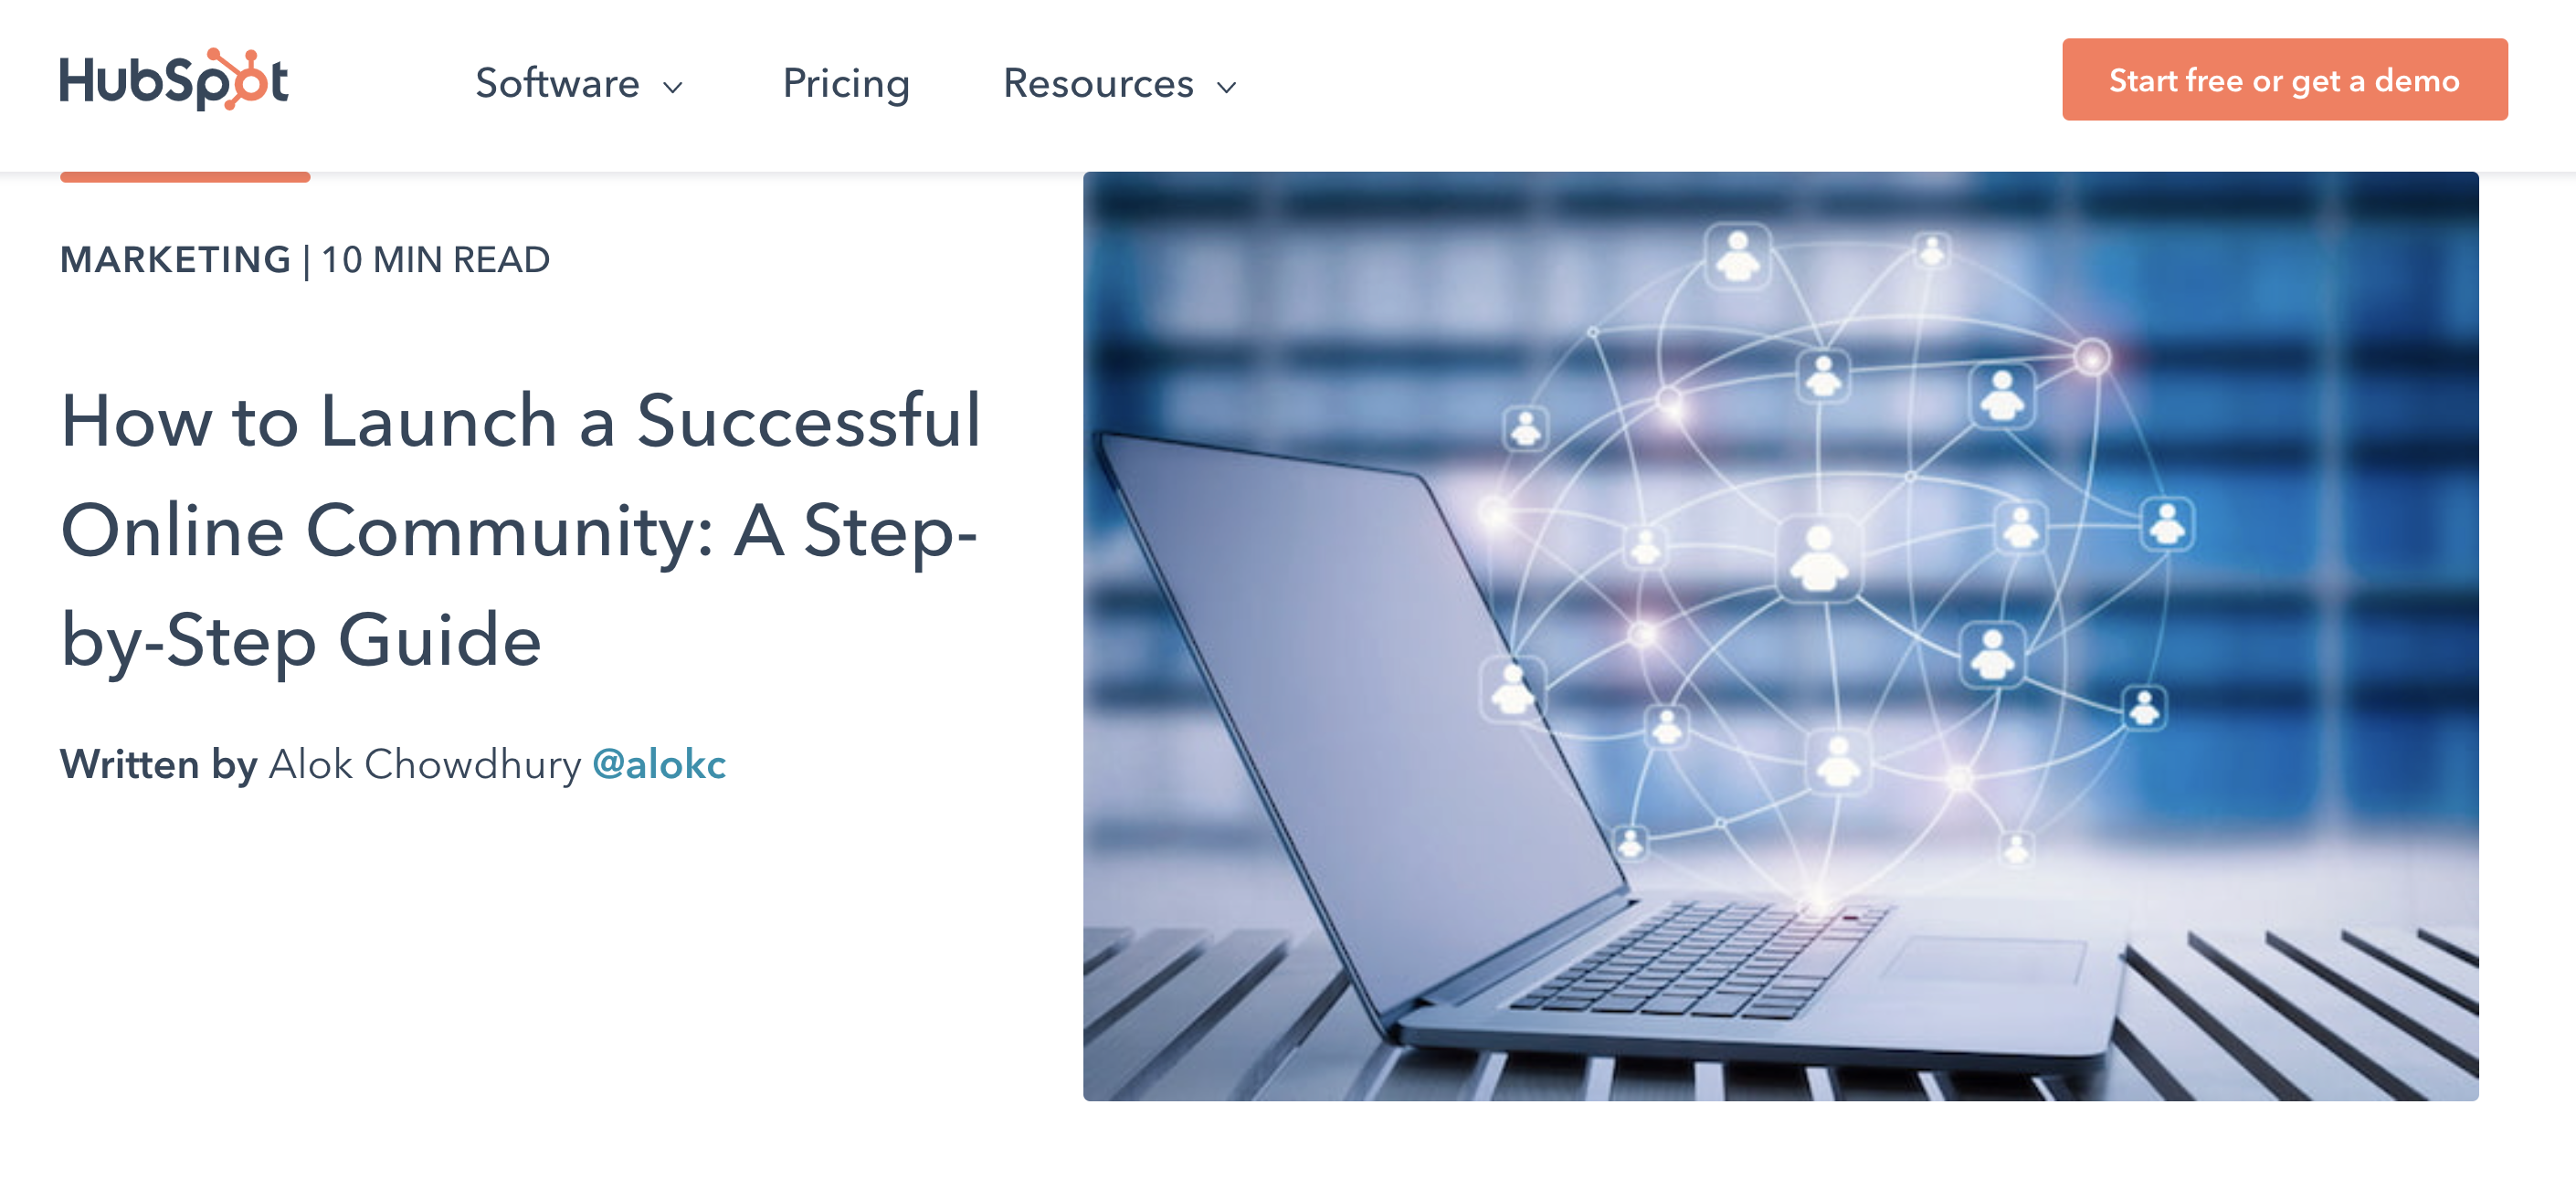 HubSpot
Software
Pricing
Resources
Start free or get a demo
MARKETING | 10 MIN READ
How to Launch a Successful
Online Community: A Step-
by-Step Guide
Written by Alok Chowdhury @alokc